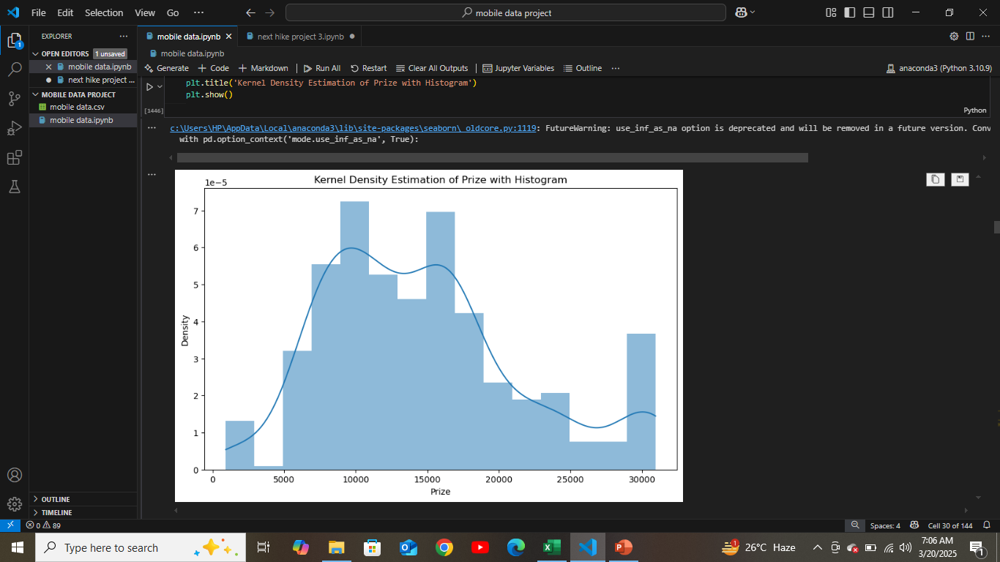 File Edit Selection View Go ··· mobile data project
EXPLORER ···
OPEN EDITORS 1 unsaved
mobile data.ipynb
next hike project ...
MOBILE DATA PROJECT
mobile data.csv
mobile data.ipynb
OUTLINE
TIMELINE
mobile data.ipynb next hike project 3.ipynb
mobile data.ipynb
Generate + Code + Markdown Run All Restart Clear All Outputs Jupyter Variables Outline ··· anaconda3 (Python 3.10.9)
plt.title('Kernel Density Estimation of Prize with Histogram')
plt.show()
[1446] Python
c:\Users\HP\AppData\Local\anaconda3\lib\site-packages\seaborn\_oldcore.py:1119: FutureWarning: use_inf_as_na option is deprecated and will be removed in a future version. Conv
with pd.option_context('mode.use_inf_as_na', True):
Kernel Density Estimation of Prize with Histogram
1e−5
7
6
5
4
3
2
1
0
Density
0 5000 10000 15000 20000 25000 30000
Prize
0 89 Spaces: 4 Cell 30 of 144
Type here to search 1 26°C Haze 7:06 AM
3/20/2025 1